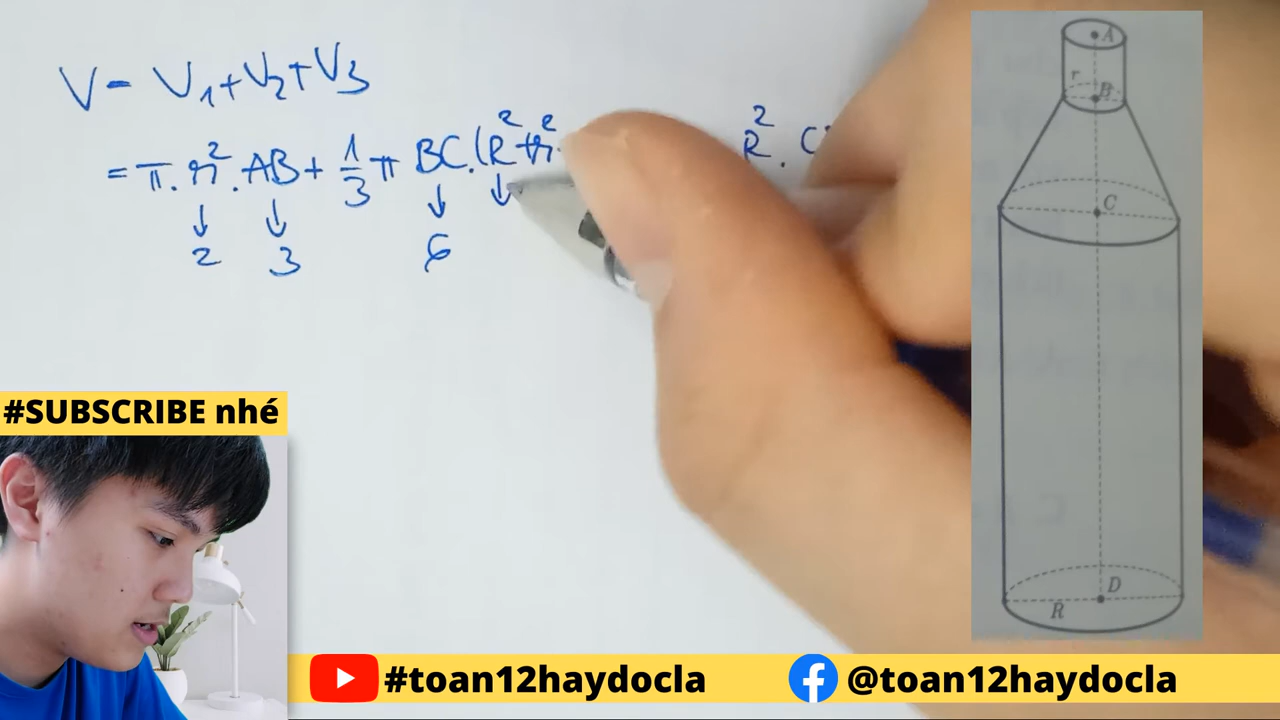 V = V1+V2+V3
= π. r². AB + 1/3 π BC.(R²+r²
R². C
↓ ↓ ↓ ↓
2 3 6
A
r
B
C
D
R
#SUBSCRIBE nhé
#toan12haydocla
@toan12haydocla